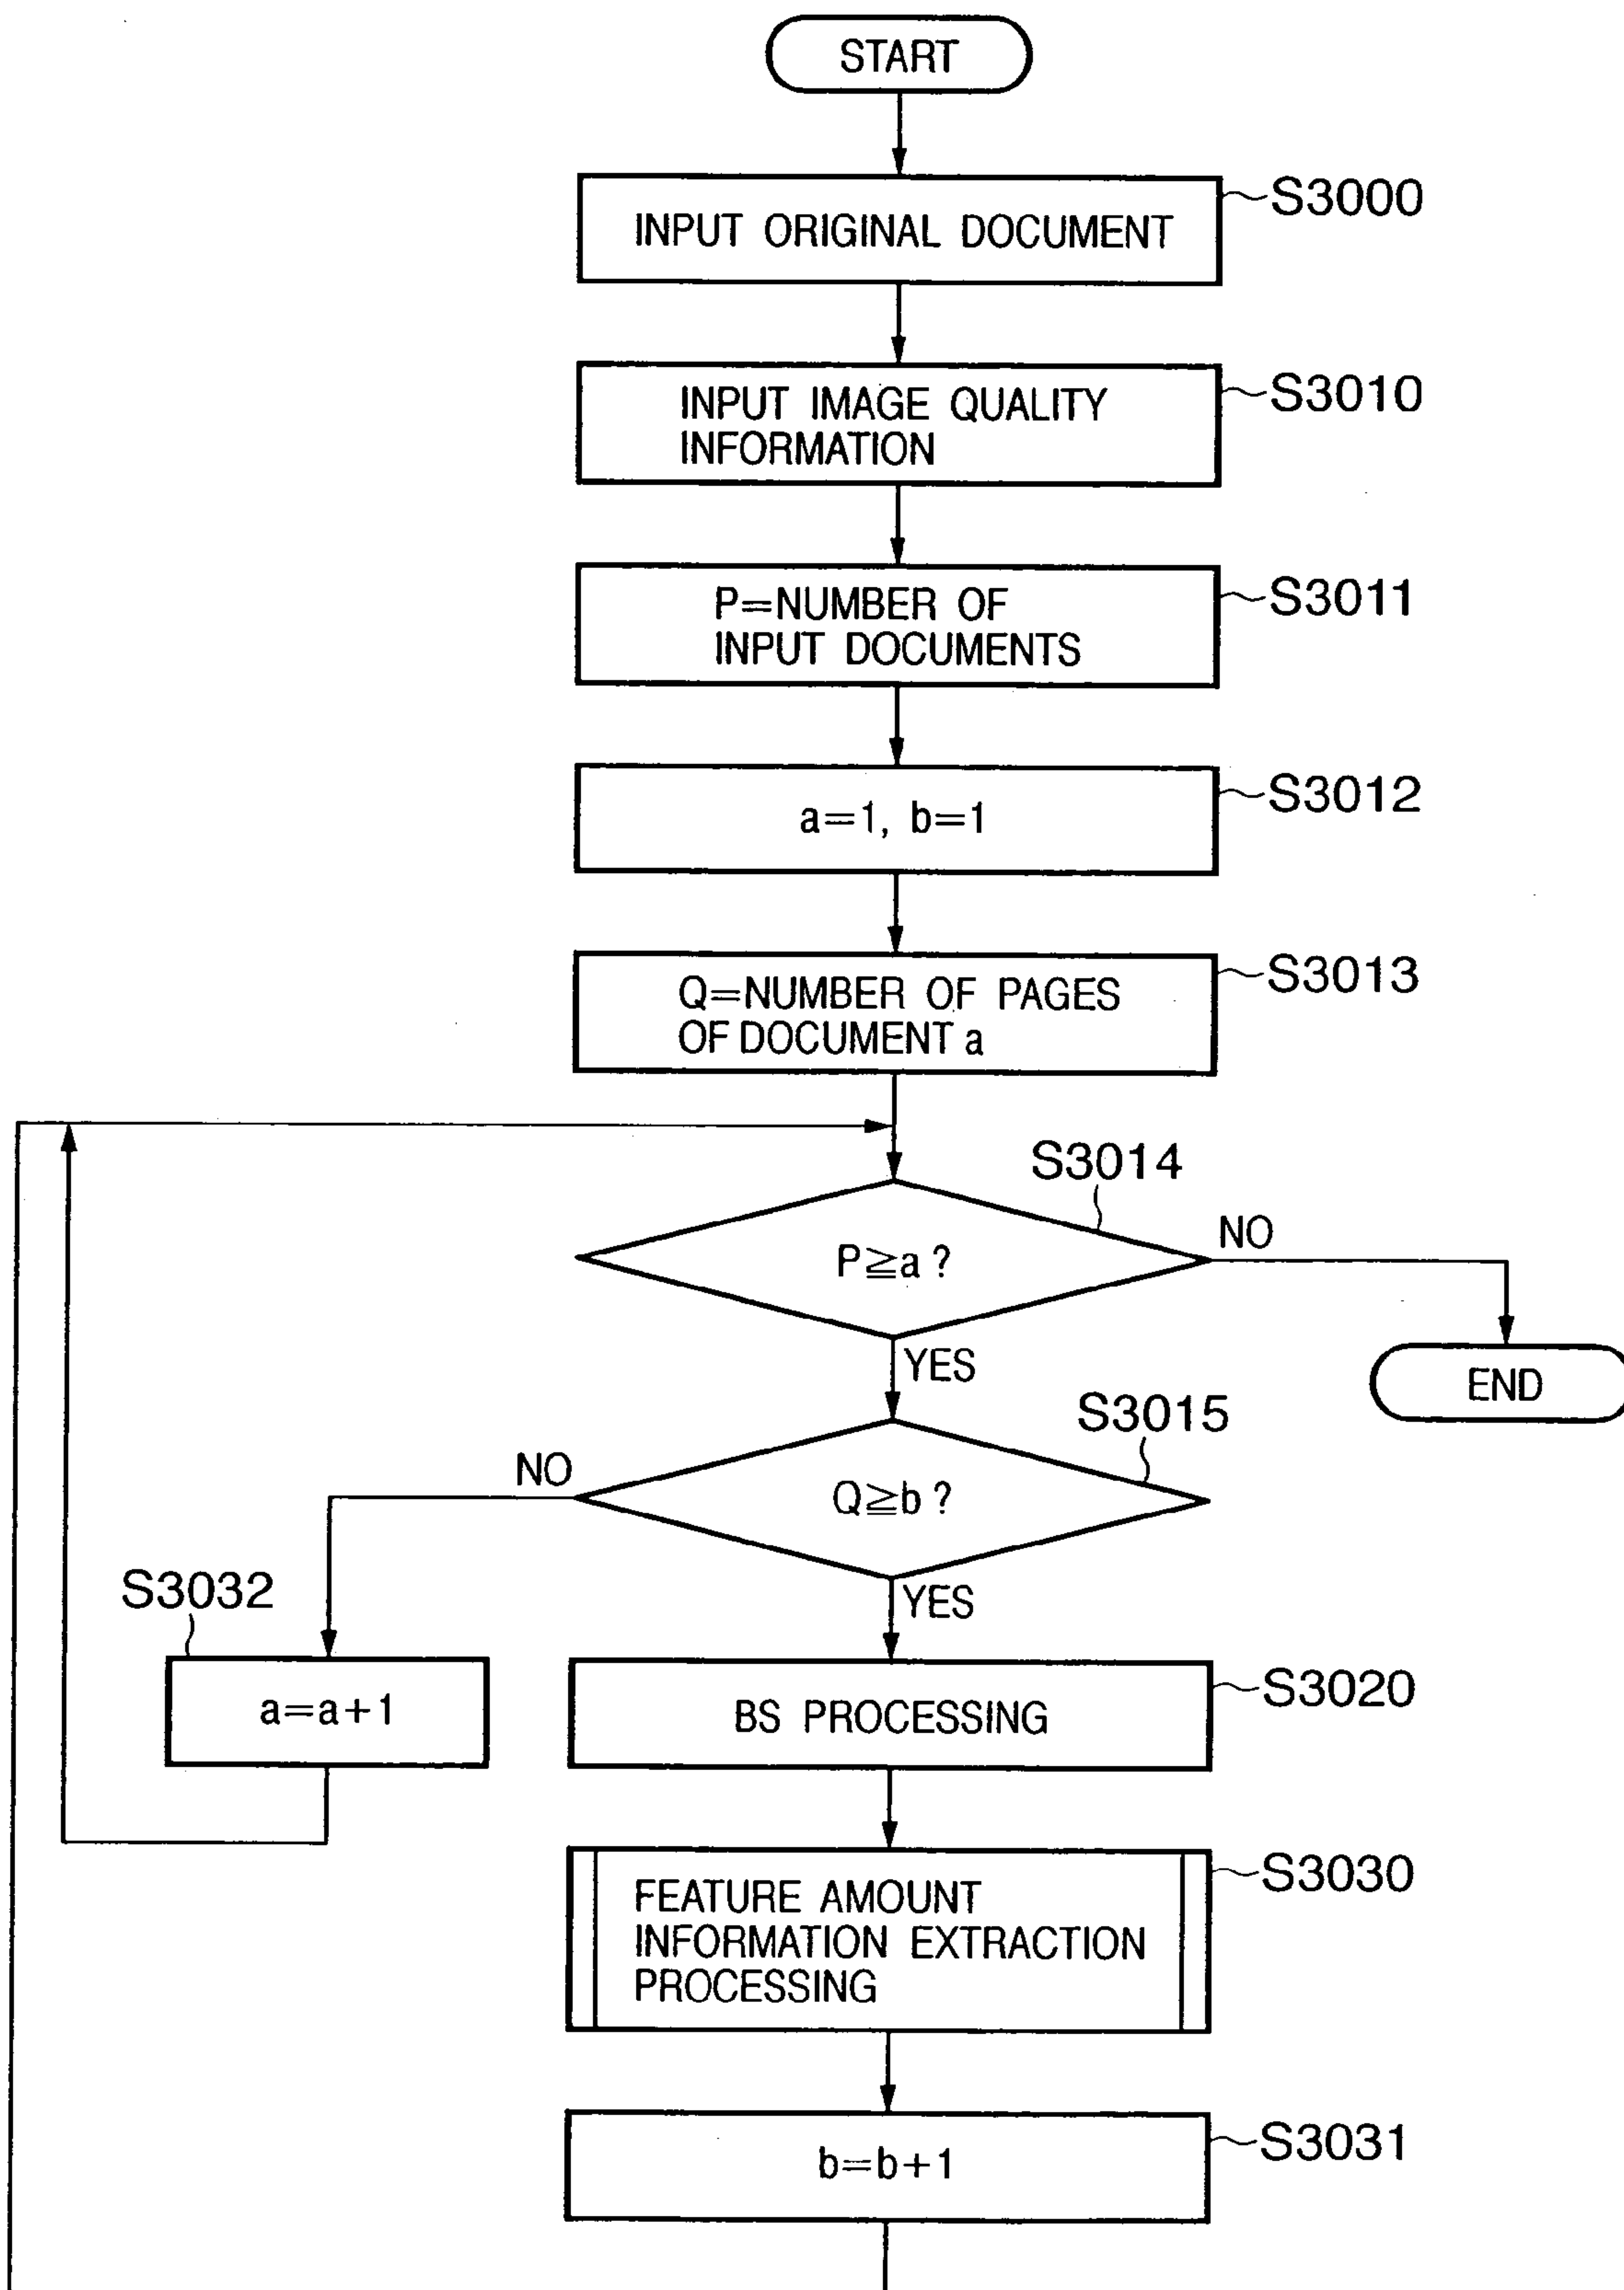 START
INPUT ORIGINAL DOCUMENT
S3000
INPUT IMAGE QUALITY
INFORMATION
S3010
P=NUMBER OF
INPUT DOCUMENTS
S3011
a=1, b=1
S3012
Q=NUMBER OF PAGES
OF DOCUMENT a
S3013
S3014
P≧a ?
NO
END
YES
S3015
Q≧b ?
NO
YES
S3032
a=a+1
BS PROCESSING
S3020
FEATURE AMOUNT
INFORMATION EXTRACTION
PROCESSING
S3030
b=b+1
S3031